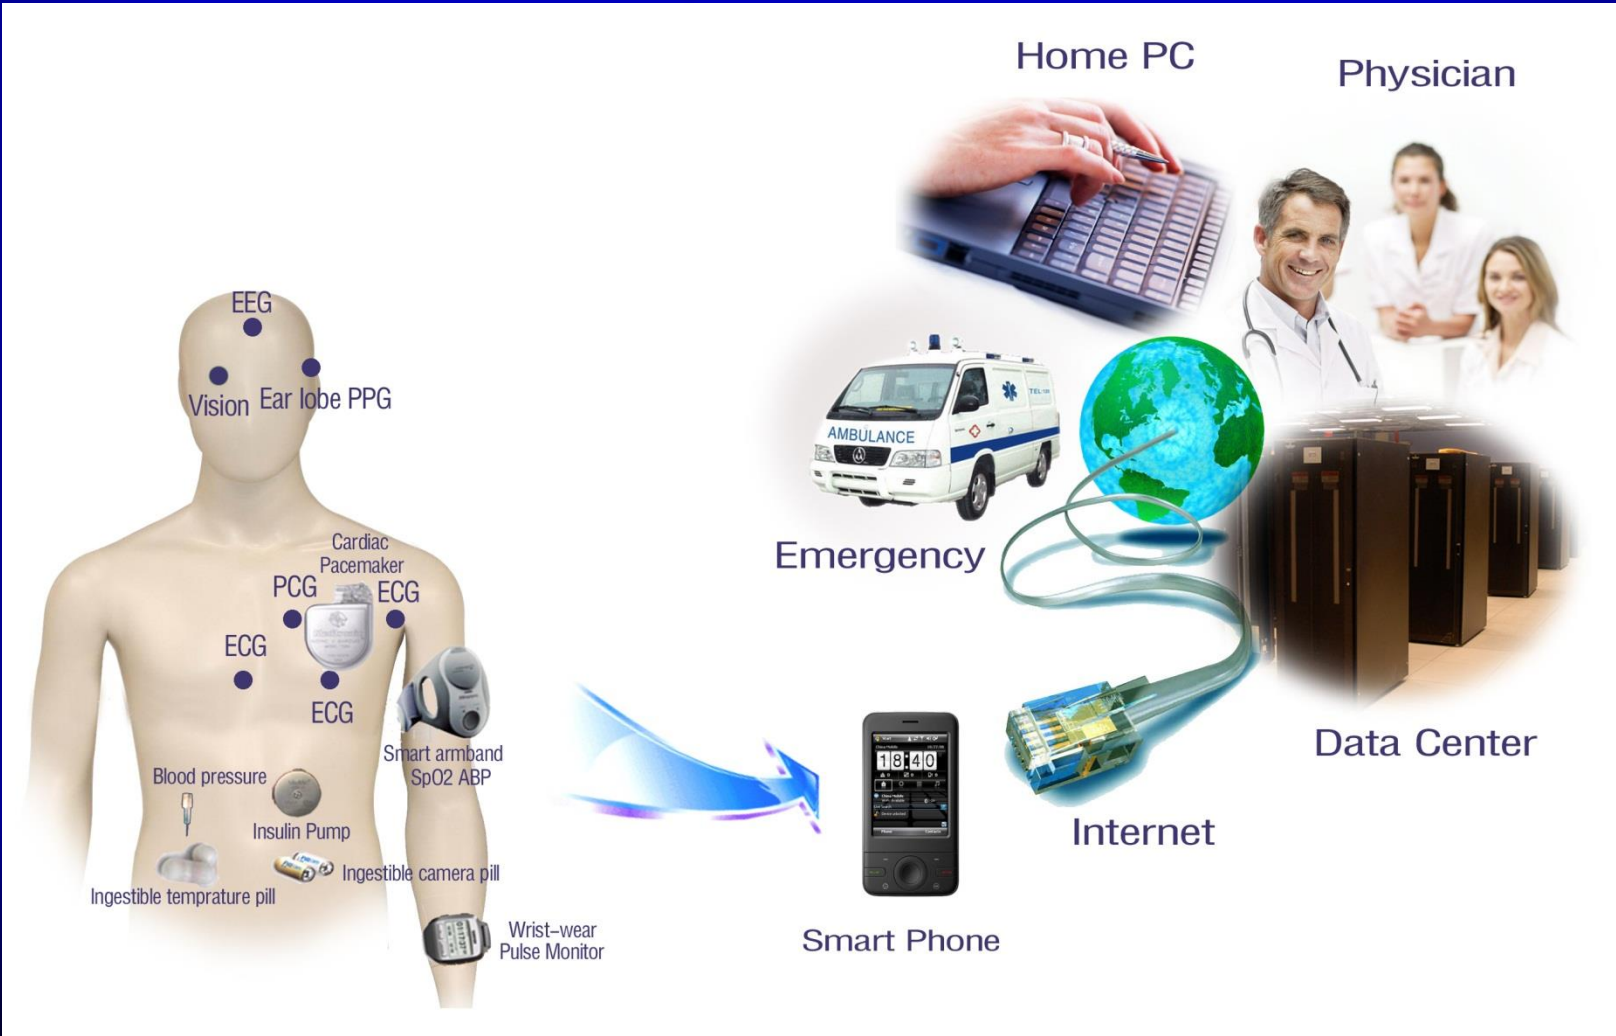 Home PC
Physician
EEG
Vision
Ear lobe PPG
AMBULANCE
Emergency
Cardiac
Pacemaker
PCG
ECG
ECG
ECG
Smart armband
SpO2 ABP
Blood pressure
Insulin Pump
Ingestible camera pill
Ingestible temprature pill
Wrist-wear
Pulse Monitor
18:40
Smart Phone
Internet
Data Center